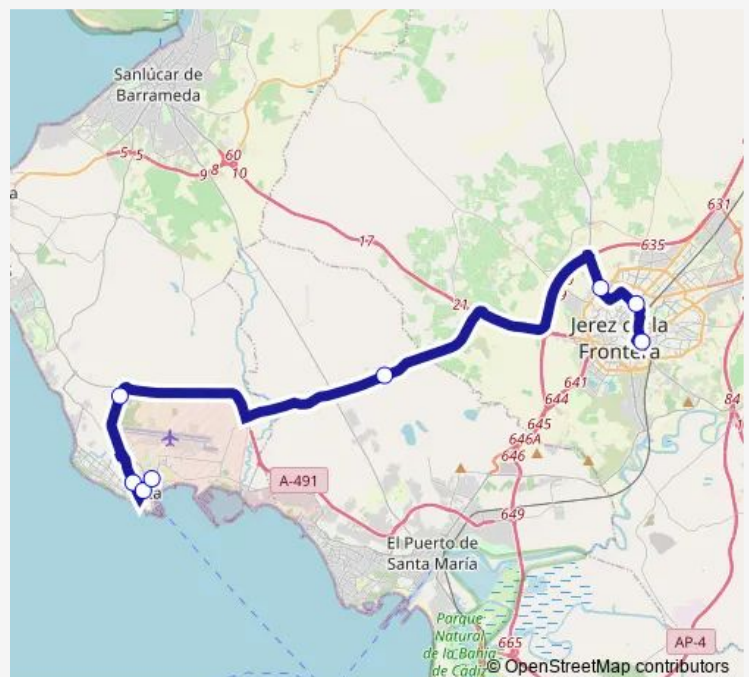 Sanlúcar de
Barrameda
5 5
9
8
60
10
631
17
635
21
9
Jerez de la
Frontera
641
644
645
646A
646
84
A-491
649
El Puerto de
Santa María
Parque
Natural
de la Bahía
de Cádiz
665
AP-4
© OpenStreetMap contributors